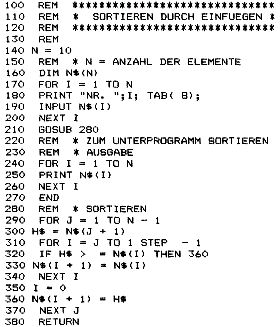 100 REM *******************************
110 REM * SORTIEREN DURCH EINFUEGEN *
120 REM *******************************
130 REM
140 N = 10
150 REM * N = ANZAHL DER ELEMENTE
160 DIM N$(N)
170 FOR I = 1 TO N
180 PRINT "NR. ";I; TAB( 8);
190 INPUT N$(I)
200 NEXT I
210 GOSUB 280
220 REM * ZUM UNTERPROGRAMM SORTIEREN
230 REM * AUSGABE
240 FOR I = 1 TO N
250 PRINT N$(I)
260 NEXT I
270 END
280 REM * SORTIEREN
290 FOR J = 1 TO N - 1
300 H$ = N$(J + 1)
310 FOR I = J TO 1 STEP - 1
320 IF H$ > = N$(I) THEN 360
330 N$(I + 1) = N$(I)
340 NEXT I
350 I = 0
360 N$(I + 1) = H$
370 NEXT J
380 RETURN